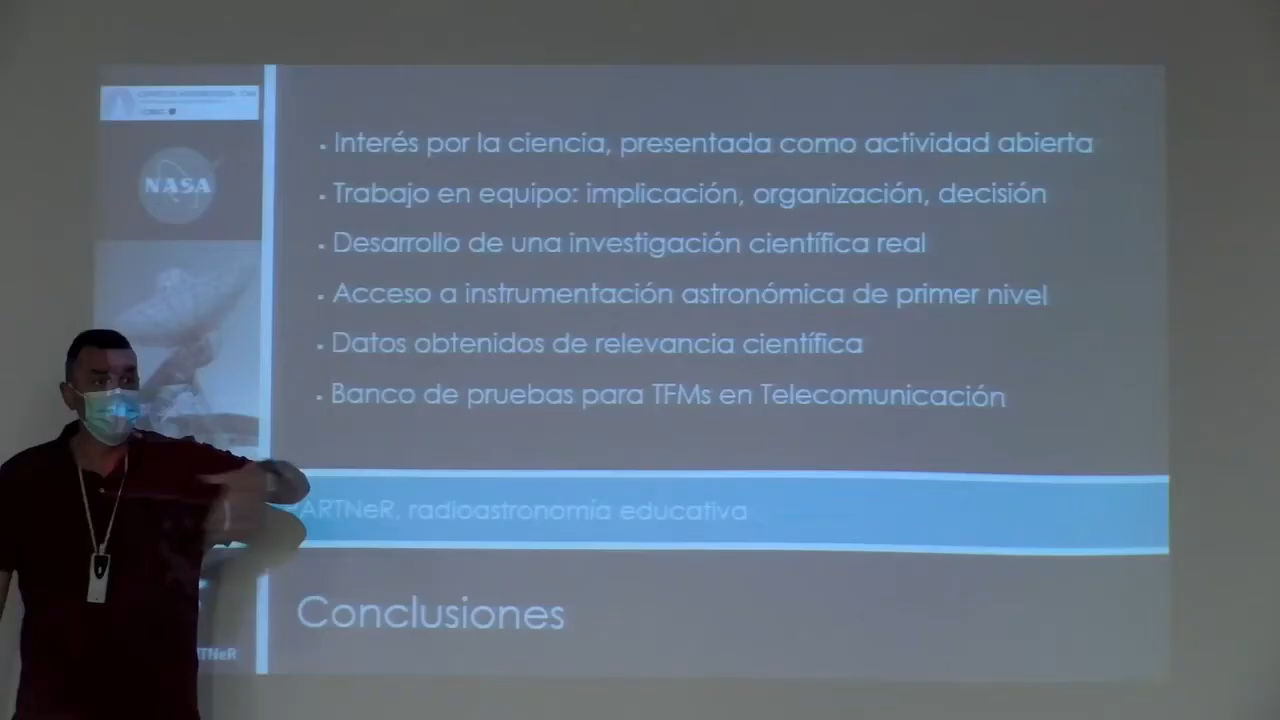 NASA
Interés por la ciencia, presentada como actividad abierta
Trabajo en equipo: implicación, organización, decisión
Desarrollo de una investigación científica real
Acceso a instrumentación astronómica de primer nivel
Datos obtenidos de relevancia científica
Banco de pruebas para TFMs en Telecomunicación
ARTNeR, radioastronomía educativa
Conclusiones
TNeR